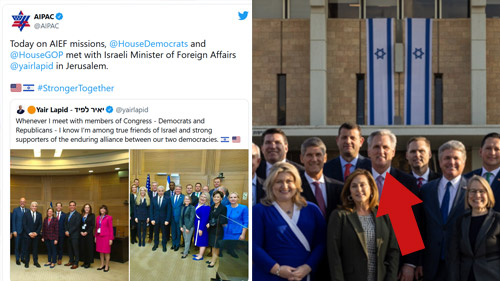 AIPAC
@AIPAC
Today on AIEF missions, @HouseDemocrats and
@HouseGOP met with Israeli Minister of Foreign Affairs
@yairlapid in Jerusalem.
#StrongerTogether
Yair Lapid - יאיר לפיד @yairlapid
Whenever I meet with members of Congress - Democrats and
Republicans - I know I'm among true friends of Israel and strong
supporters of the enduring alliance between our two democracies.